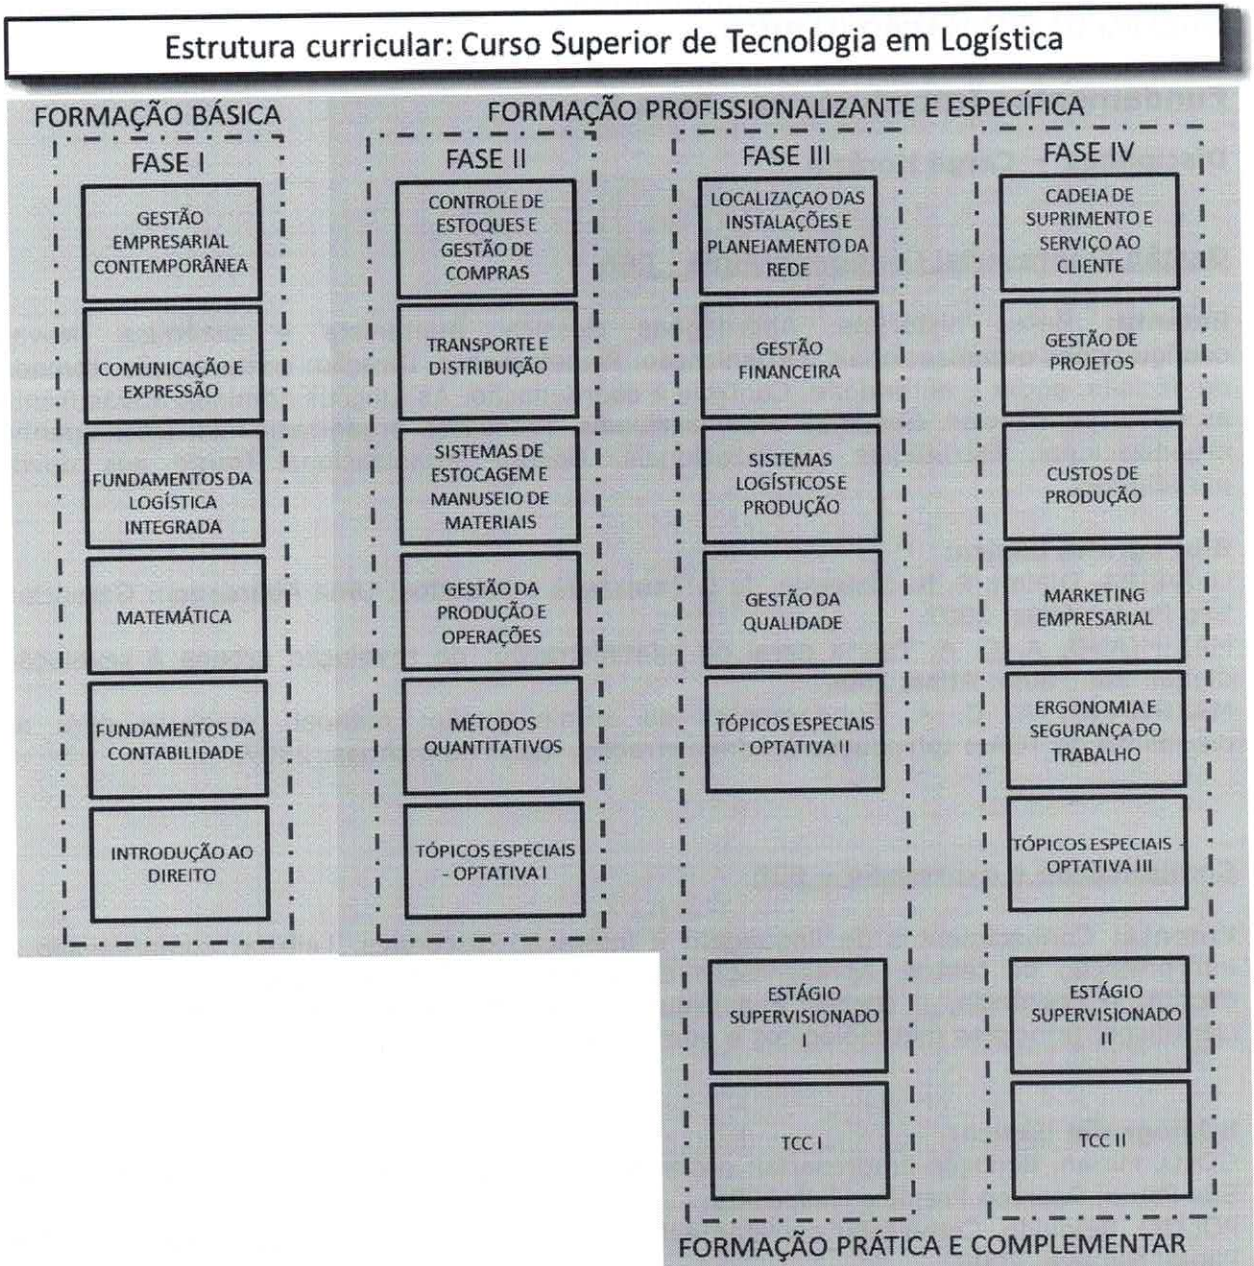 Estrutura curricular: Curso Superior de Tecnologia em Logística
FORMAÇÃO BÁSICA
FORMAÇÃO PROFISSIONALIZANTE E ESPECÍFICA
FASE I
GESTÃO
EMPRESARIAL
CONTEMPORÂNEA
COMUNICAÇÃO E
EXPRESSÃO
FUNDAMENTOS DA
LOGÍSTICA
INTEGRADA
MATEMÁTICA
FUNDAMENTOS DA
CONTABILIDADE
INTRODUÇÃO AO
DIREITO
FASE II
CONTROLE DE
ESTOQUES E
GESTÃO DE
COMPRAS
TRANSPORTE E
DISTRIBUIÇÃO
SISTEMAS DE
ESTOCAGEM E
MANUSEIO DE
MATERIAIS
GESTÃO DA
PRODUÇÃO E
OPERAÇÕES
MÉTODOS
QUANTITATIVOS
TÓPICOS ESPECIAIS
- OPTATIVA I
FASE III
LOCALIZAÇAO DAS
INSTALAÇÕES E
PLANEJAMENTO DA
REDE
GESTÃO
FINANCEIRA
SISTEMAS
LOGÍSTICOS E
PRODUÇÃO
GESTÃO DA
QUALIDADE
TÓPICOS ESPECIAIS
- OPTATIVA II
ESTÁGIO
SUPERVISIONADO
I
TCC I
FASE IV
CADEIA DE
SUPRIMENTO E
SERVIÇO AO
CLIENTE
GESTÃO DE
PROJETOS
CUSTOS DE
PRODUÇÃO
MARKETING
EMPRESARIAL
ERGONOMIA E
SEGURANÇA DO
TRABALHO
TÓPICOS ESPECIAIS -
OPTATIVA III
ESTÁGIO
SUPERVISIONADO
II
TCC II
FORMAÇÃO PRÁTICA E COMPLEMENTAR